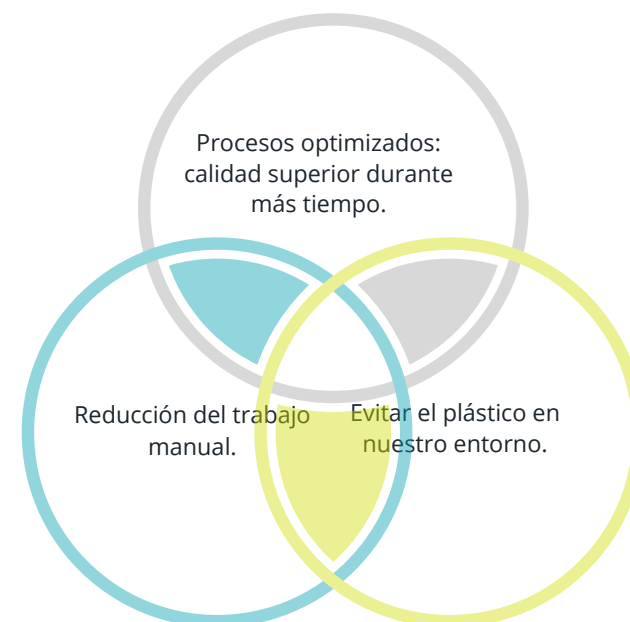 Procesos optimizados:
calidad superior durante
más tiempo.
Reducción del trabajo
manual.
Evitar el plástico en
nuestro entorno.